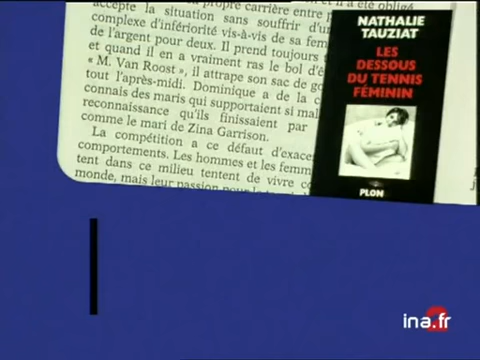 accepte la situation sans souffrir d'un
complexe d'infériorité vis-à-vis de sa fem
de l'argent pour deux. Il prend toujours
et quand il en a vraiment ras le bol d'ê
« M. Van Roost », il attrape son sac de go
tout l'après-midi. Dominique a de la c
connais des maris qui supportaient si mal
reconnaissance qu'ils finissaient par
comme le mari de Zina Garrison.
La compétition a ce défaut d'exacer
comportements. Les hommes et les femm
tent dans ce milieu tentent de vivre co
monde, mais leur passion pour le
NATHALIE
TAUZIAT
LES
DESSOUS
DU TENNIS
FÉMININ
PLON
ina.fr
2